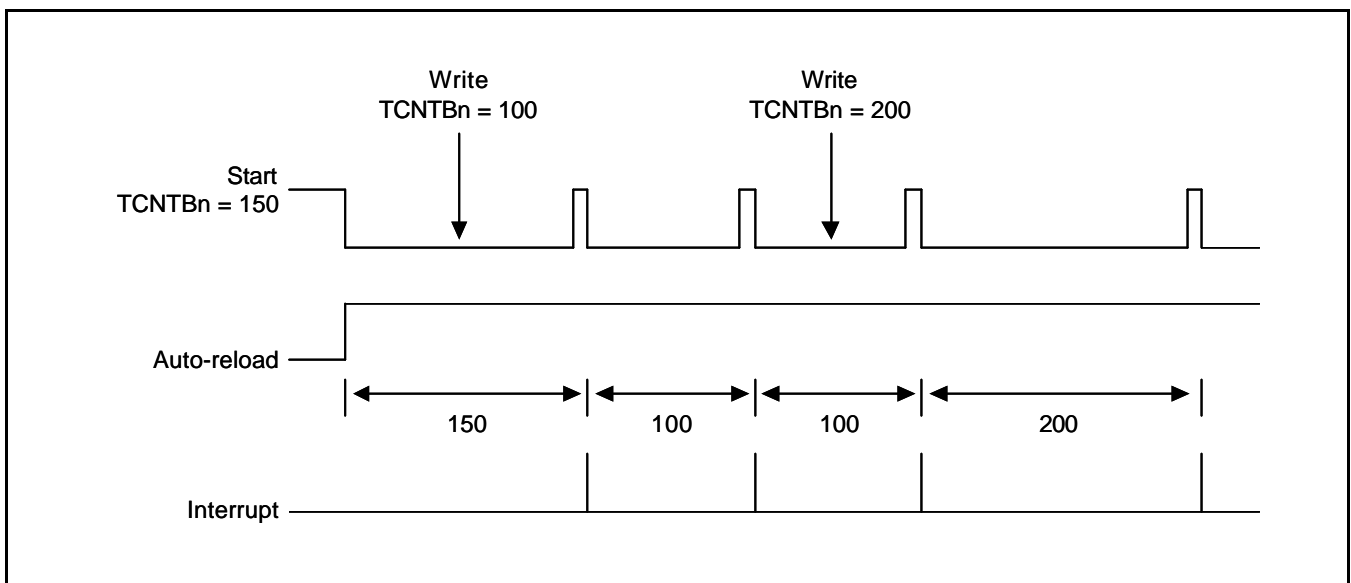 Write
TCNTBn = 100
Write
TCNTBn = 200
Start
TCNTBn = 150
Auto-reload
150
100
100
200
Interrupt